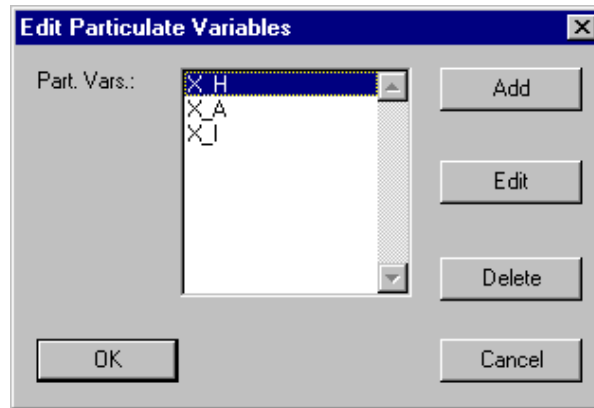 Edit Particulate Variables
Part. Vars.:
X_H
X_A
X_I
Add
Edit
Delete
OK
Cancel